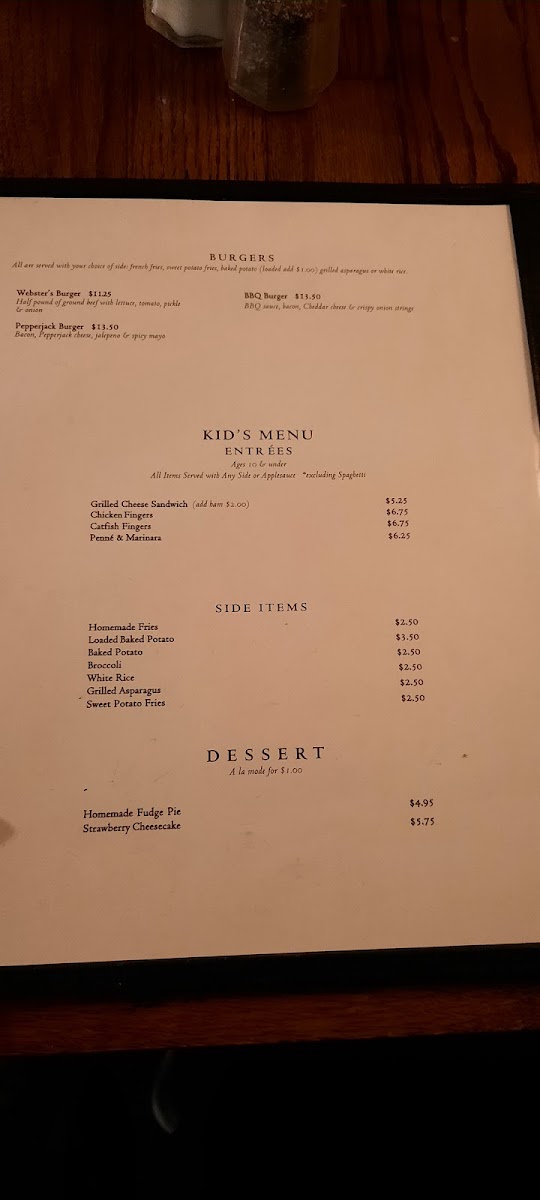 BURGERS
All are served with your choice of side: french fries, sweet potato fries, baked potato (loaded add $1.00) grilled asparagus or white rice
Webster's Burger $11.25
Half pound of ground beef with lettuce, tomato, pickle
& onion
BBQ Burger $13.50
BBQ sauce, bacon, Cheddar cheese & crispy onion strings
Pepperjack Burger $13.50
Bacon, Pepperjack cheese, jalepeno & spicy mayo
KID'S MENU
ENTRÉES
Ages 10 & under
All Items Served with Any Side or Applesauce *excluding Spaghetti
Grilled Cheese Sandwich (add ham $2.00) $5.25
Chicken Fingers $6.75
Catfish Fingers $6.75
Penné & Marinara $6.25
SIDE ITEMS
Homemade Fries $2.50
Loaded Baked Potato $3.50
Baked Potato $2.50
Broccoli $2.50
White Rice $2.50
Grilled Asparagus $2.50
Sweet Potato Fries
DESSERT
A la mode for $1.00
Homemade Fudge Pie $4.95
Strawberry Cheesecake $5.75